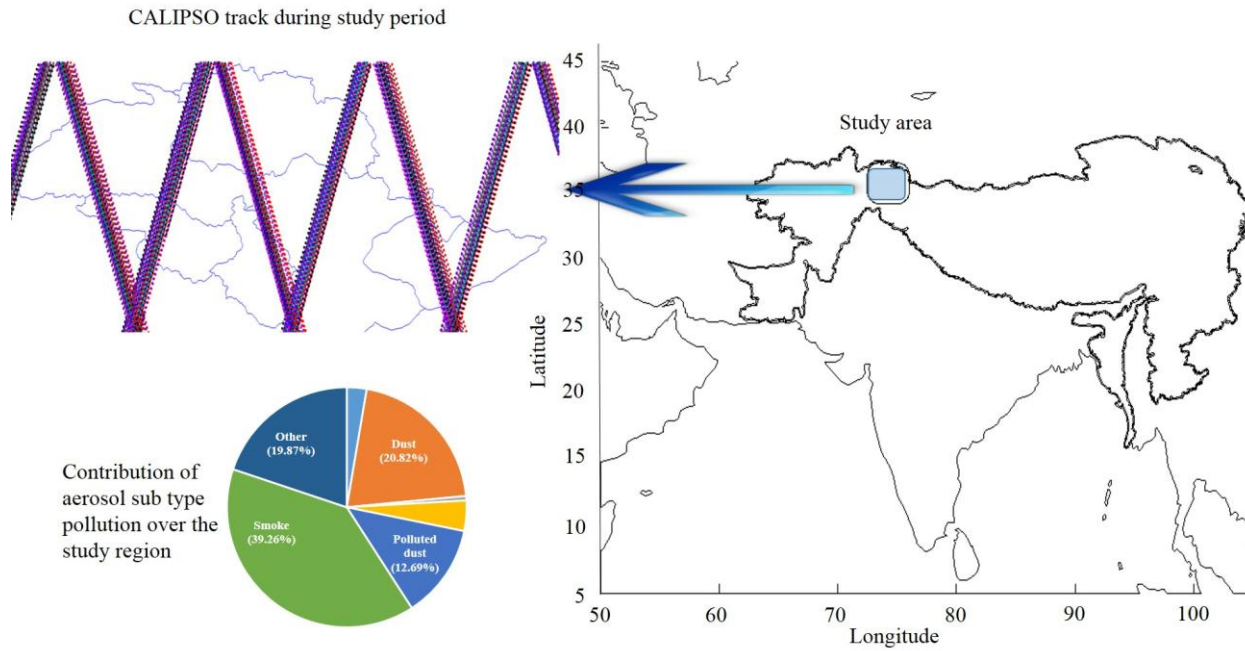 CALIPSO track during study period
Study area
45
40
35
30
25
20
15
10
5
Latitude
50
60
70
80
90
100
Longitude
Contribution of
aerosol sub type
pollution over the
study region
Other
(19.87%)
Dust
(20.82%)
Smoke
(39.26%)
Polluted
dust
(12.69%)